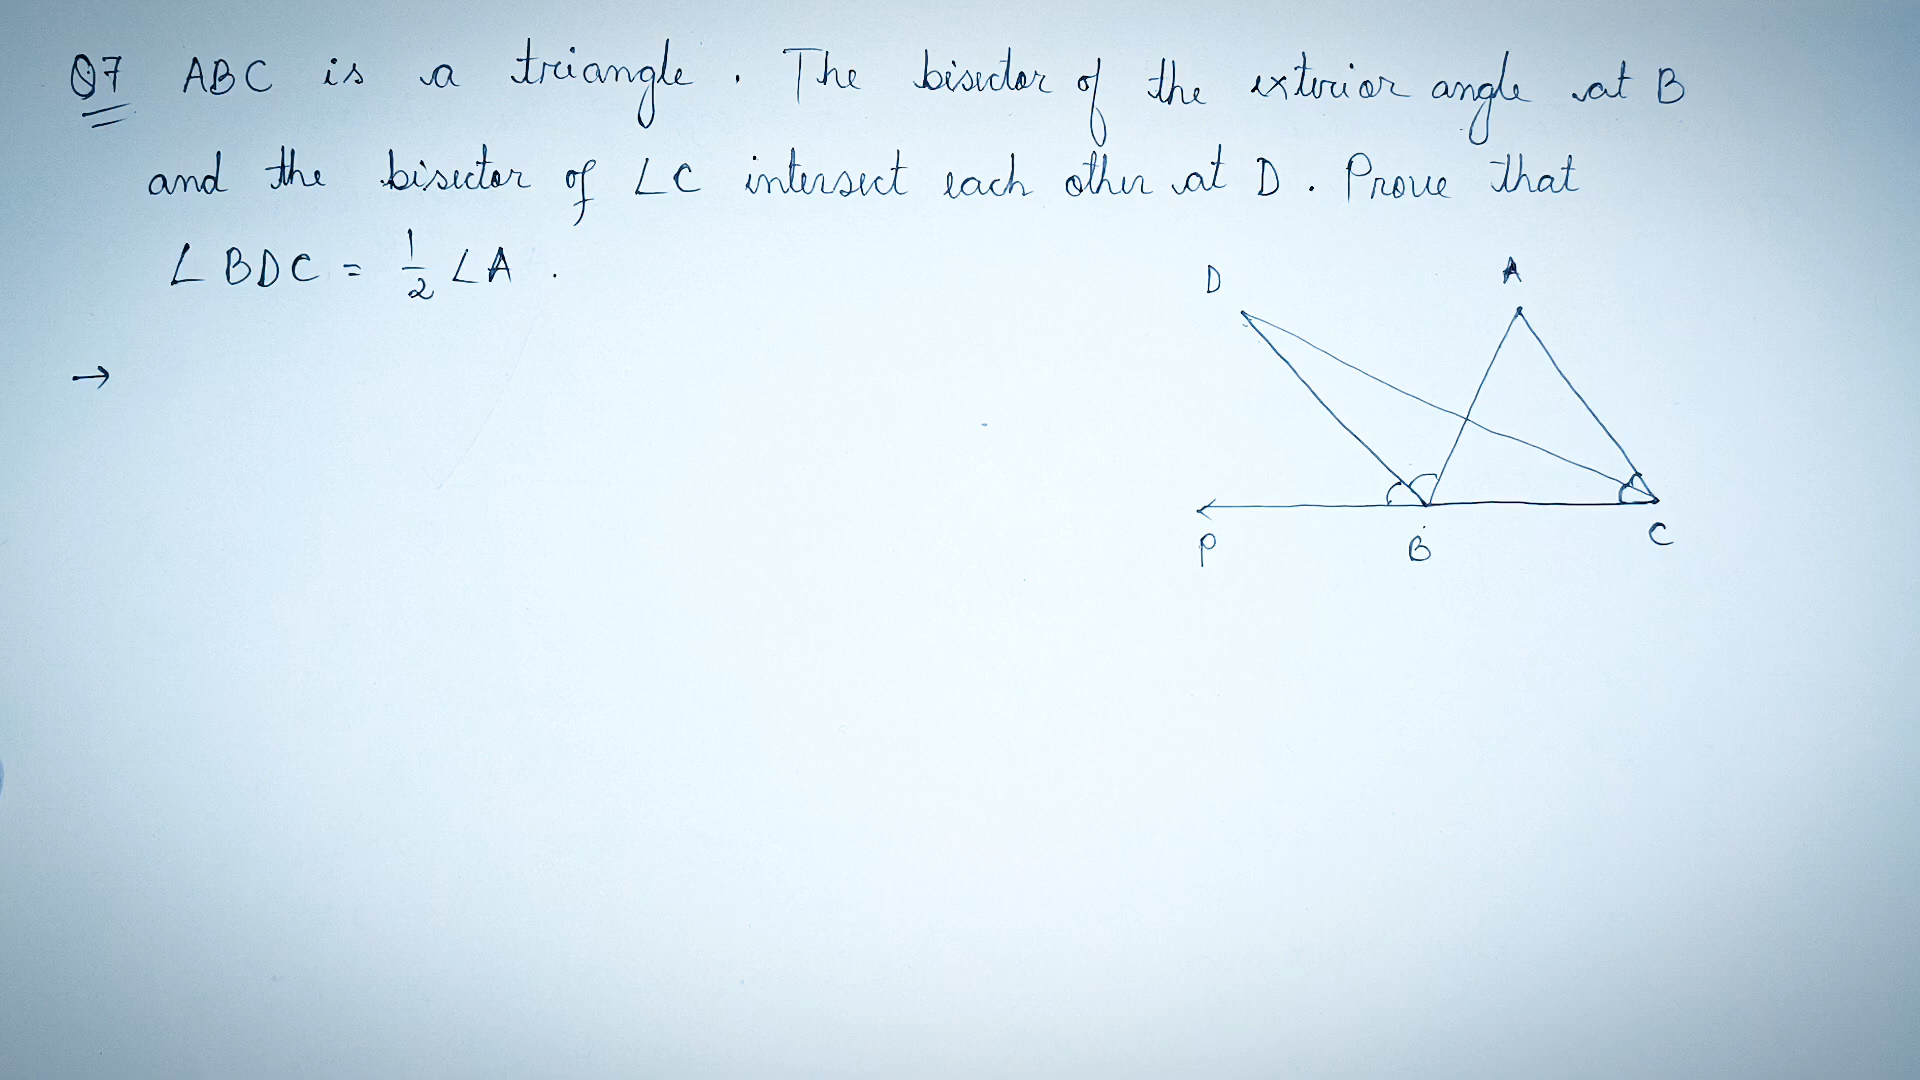 Q7 ABC is a triangle. The bisector of the exterior angle at B
and the bisector of ∠C intersect each other at D. Prove that
∠BDC = 1/2 ∠A.
D A
→
P B C